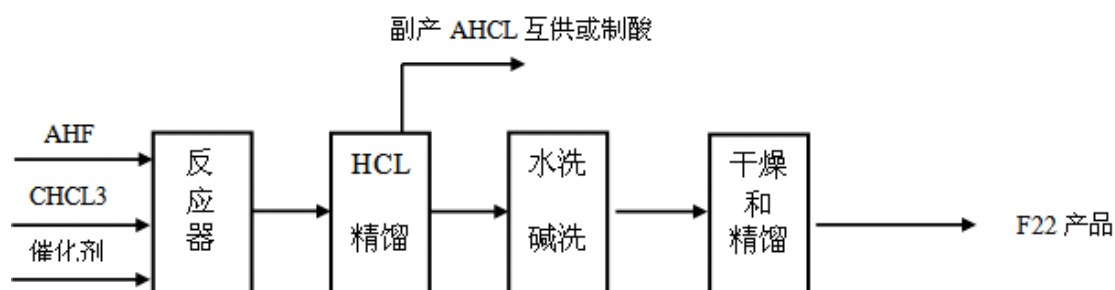 副产 AHCL 互供或制酸
AHF
CHCL3
催化剂
反
应
器
HCL
精馏
水洗
碱洗
干燥
和
精馏
F22 产品